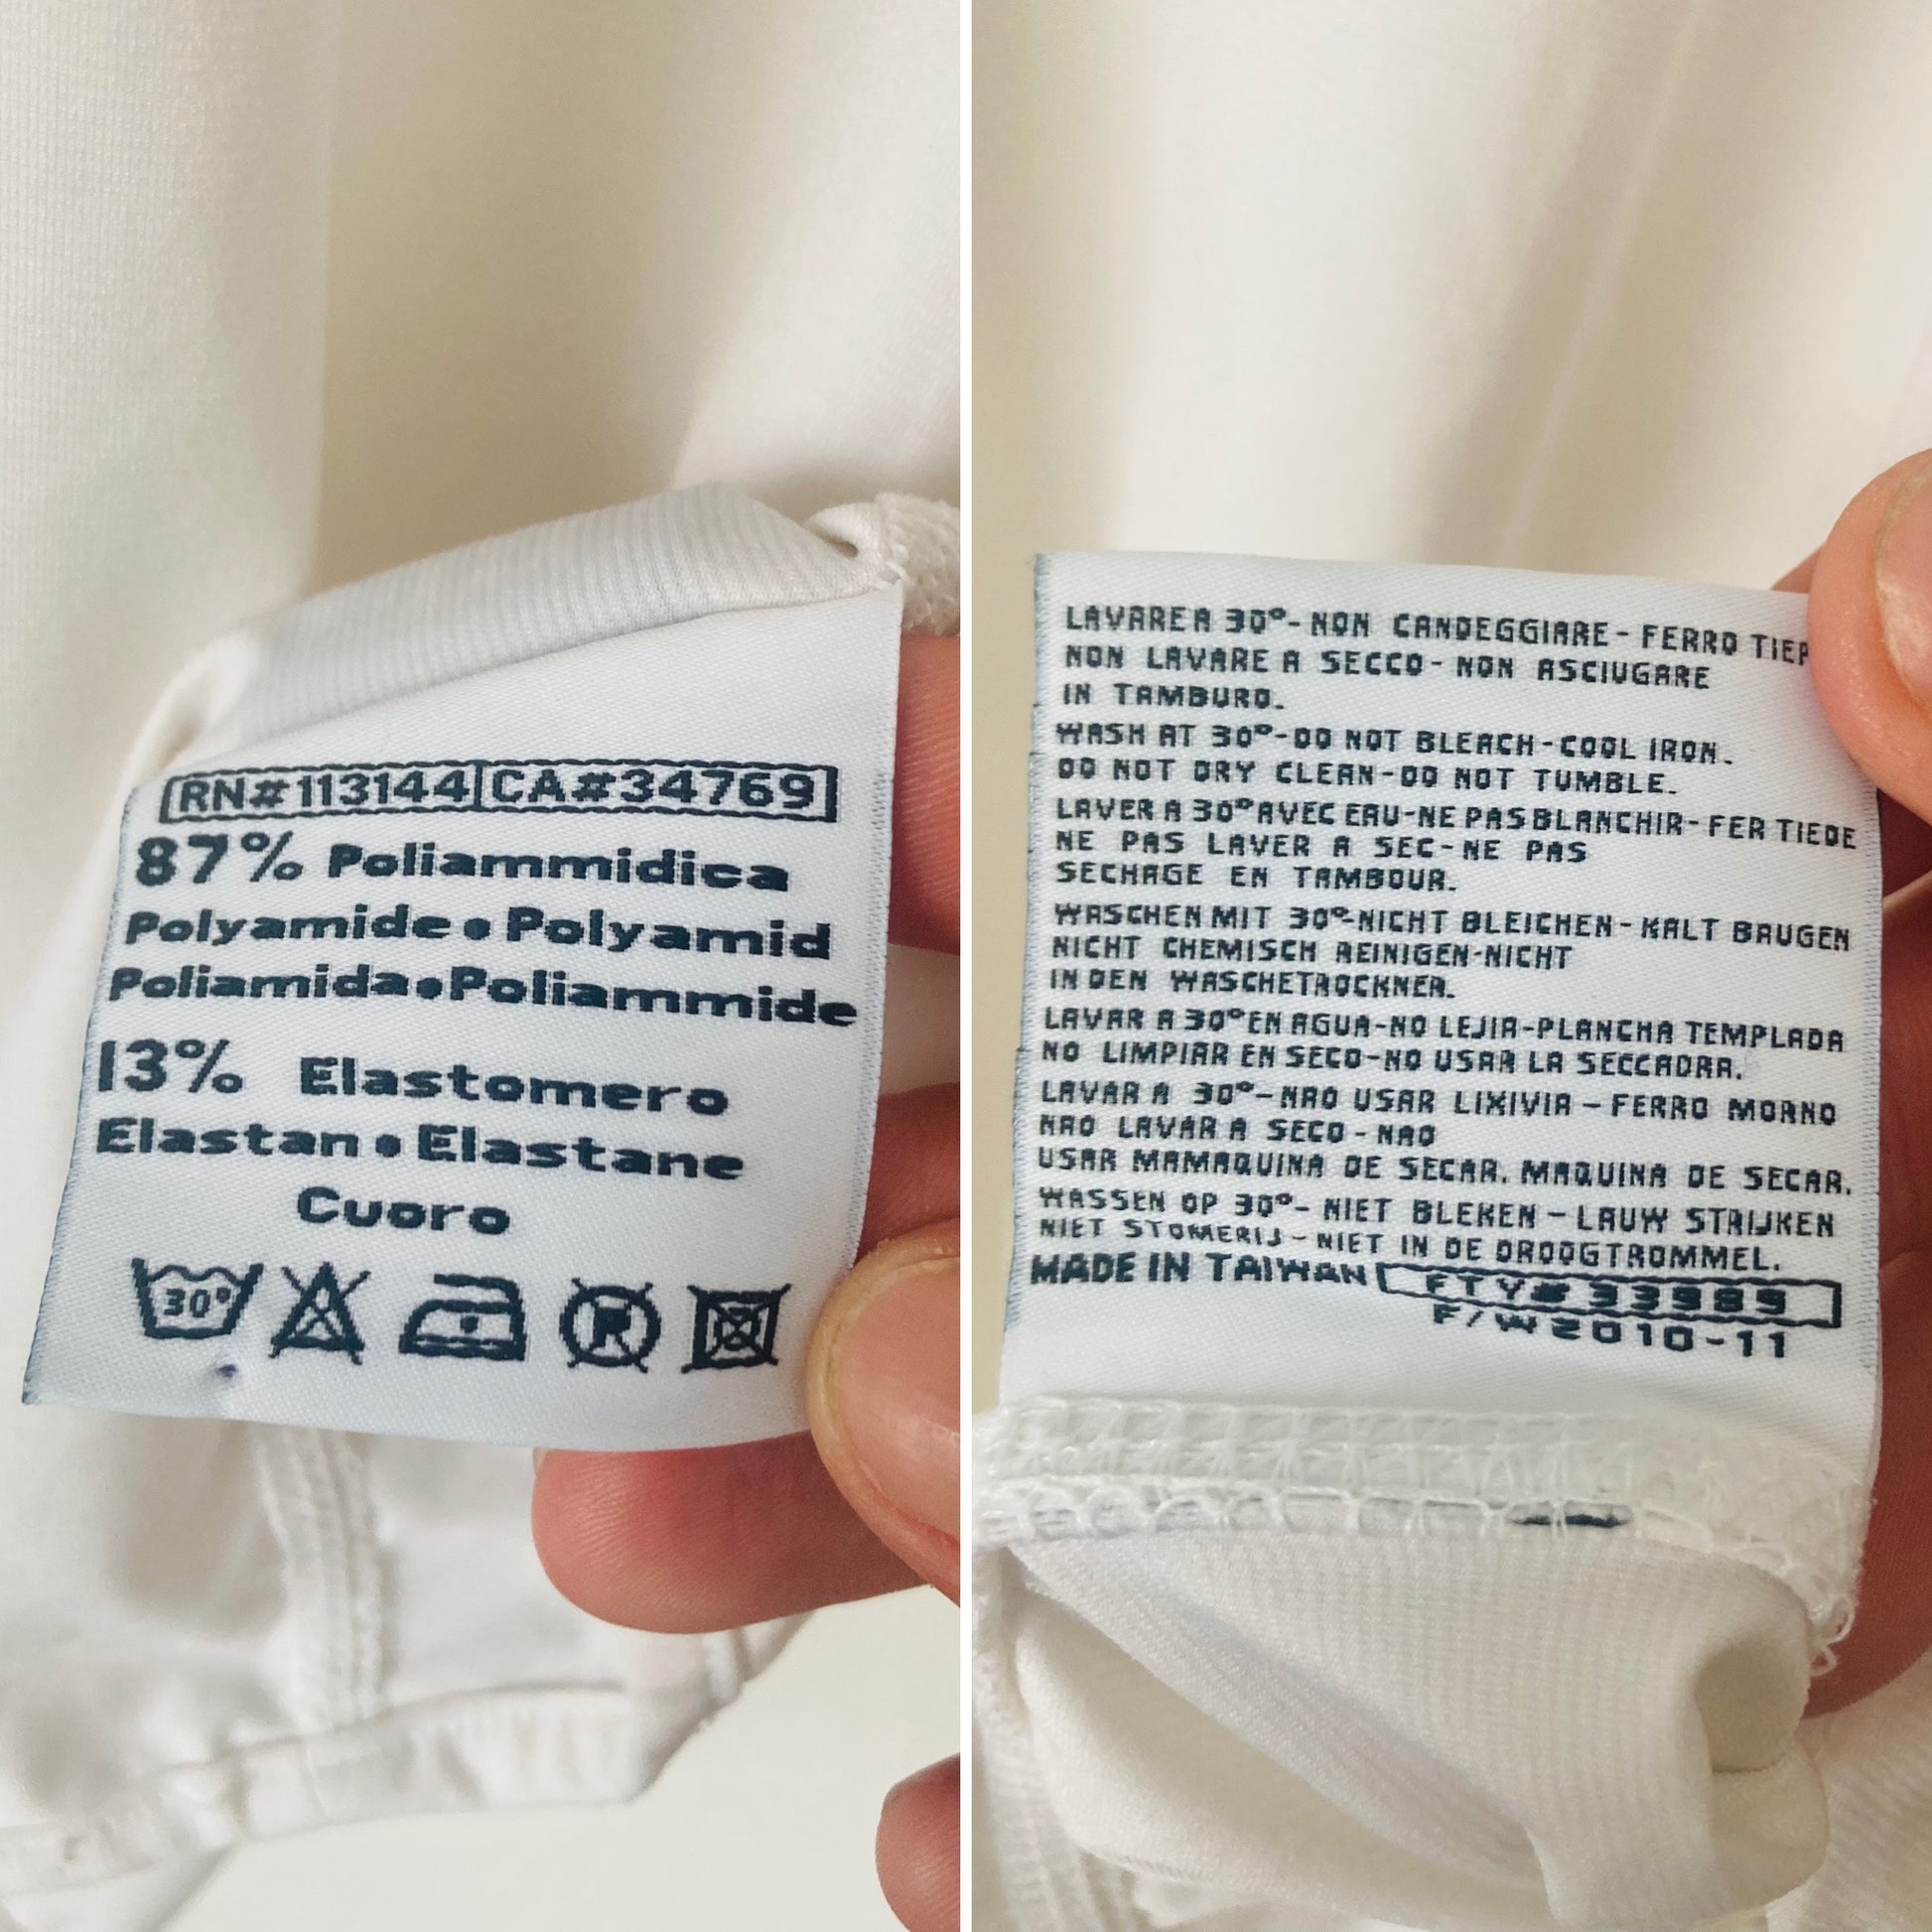 RN#113144 CA#34769
87% Poliammidica
Polyamide • Polyamid
Poliamida • Poliammide
13% Elastomero
Elastan • Elastane
Cuoro
30°
P
LAVARE A 30°- NON CANDEGGIARE - FERRO TIEP
NON LAVARE A SECCO - NON ASCIUGARE
IN TAMBURO.
WASH AT 30°-DO NOT BLEACH-COOL IRON.
DO NOT DRY CLEAN-DO NOT TUMBLE.
LAVER A 30° AVEC EAU-NE PAS BLANCHIR- FER TIEDE
NE PAS LAVER A SEC-NE PAS
SECHAGE EN TAMBOUR.
WASCHEN MIT 30°-NICHT BLEICHEN-KALT BAUGEN
NICHT CHEMISCH REINIGEN-NICHT
IN DEN WASCHETROCKNER.
LAVAR A 30° EN AGUA-NO LEJIA-PLANCHA TEMPLADA
NO LIMPIAR EN SECO-NO USAR LA SECCADRA.
LAVAR A 30°-NAO USAR LIXIVIA - FERRO MORNO
NAO LAVAR A SECO - NAO
USAR MAMAQUINA DE SECAR. MAQUINA DE SECAR.
WASSEN OP 30°- NIET BLEKEN - LAUW STRIJKEN
NIET STOMERIJ - NIET IN DE DROOGTROMMEL.
MADE IN TAIWAN FTY# 33989
F/W2010-11